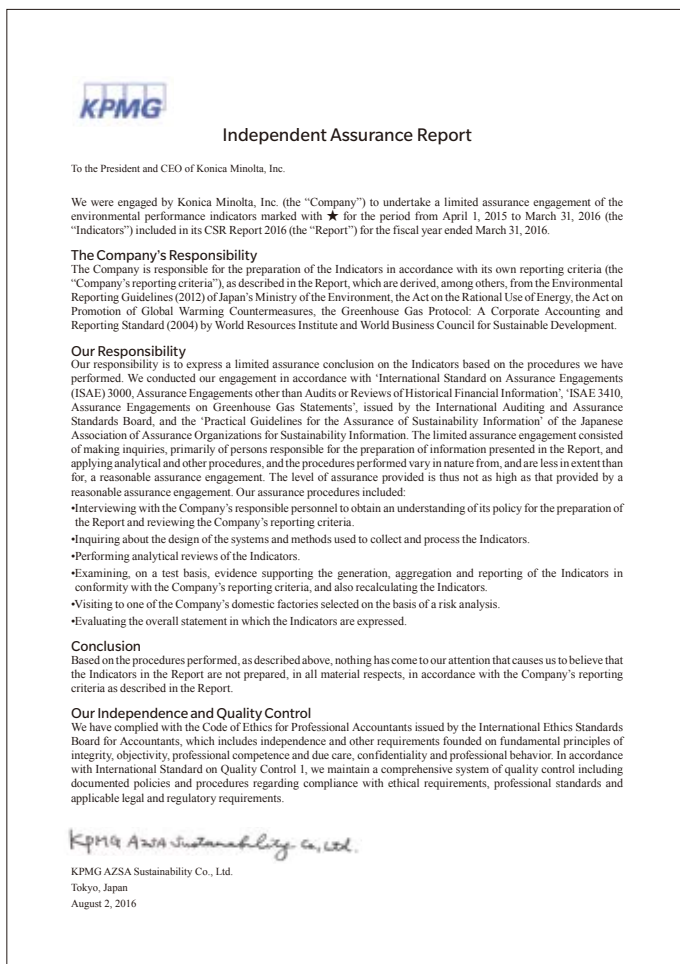 KPMG
Independent Assurance Report
To the President and CEO of Konica Minolta, Inc.
We were engaged by Konica Minolta, Inc. (the “Company”) to undertake a limited assurance engagement of the
environmental performance indicators marked with ★ for the period from April 1, 2015 to March 31, 2016 (the
“Indicators”) included in its CSR Report 2016 (the “Report”) for the fiscal year ended March 31, 2016.
The Company’s Responsibility
The Company is responsible for the preparation of the Indicators in accordance with its own reporting criteria (the
“Company’s reporting criteria”), as described in the Report, which are derived, among others, from the Environmental
Reporting Guidelines (2012) of Japan’s Ministry of the Environment, the Act on the Rational Use of Energy, the Act on
Promotion of Global Warming Countermeasures, the Greenhouse Gas Protocol: A Corporate Accounting and
Reporting Standard (2004) by World Resources Institute and World Business Council for Sustainable Development.
Our Responsibility
Our responsibility is to express a limited assurance conclusion on the Indicators based on the procedures we have
performed. We conducted our engagement in accordance with ‘International Standard on Assurance Engagements
(ISAE) 3000, Assurance Engagements other than Audits or Reviews of Historical Financial Information’, ‘ISAE 3410,
Assurance Engagements on Greenhouse Gas Statements’, issued by the International Auditing and Assurance
Standards Board, and the ‘Practical Guidelines for the Assurance of Sustainability Information’ of the Japanese
Association of Assurance Organizations for Sustainability Information. The limited assurance engagement consisted
of making inquiries, primarily of persons responsible for the preparation of information presented in the Report, and
applying analytical and other procedures, and the procedures performed vary in nature from, and are less in extent than
for, a reasonable assurance engagement. The level of assurance provided is thus not as high as that provided by a
reasonable assurance engagement. Our assurance procedures included:
•Interviewing with the Company’s responsible personnel to obtain an understanding of its policy for the preparation of
the Report and reviewing the Company’s reporting criteria.
•Inquiring about the design of the systems and methods used to collect and process the Indicators.
•Performing analytical reviews of the Indicators.
•Examining, on a test basis, evidence supporting the generation, aggregation and reporting of the Indicators in
conformity with the Company’s reporting criteria, and also recalculating the Indicators.
•Visiting to one of the Company’s domestic factories selected on the basis of a risk analysis.
•Evaluating the overall statement in which the Indicators are expressed.
Conclusion
Based on the procedures performed, as described above, nothing has come to our attention that causes us to believe that
the Indicators in the Report are not prepared, in all material respects, in accordance with the Company’s reporting
criteria as described in the Report.
Our Independence and Quality Control
We have complied with the Code of Ethics for Professional Accountants issued by the International Ethics Standards
Board for Accountants, which includes independence and other requirements founded on fundamental principles of
integrity, objectivity, professional competence and due care, confidentiality and professional behavior. In accordance
with International Standard on Quality Control 1, we maintain a comprehensive system of quality control including
documented policies and procedures regarding compliance with ethical requirements, professional standards and
applicable legal and regulatory requirements.
KPMG AZSA Sustainability Co., Ltd.
KPMG AZSA Sustainability Co., Ltd.
Tokyo, Japan
August 2, 2016